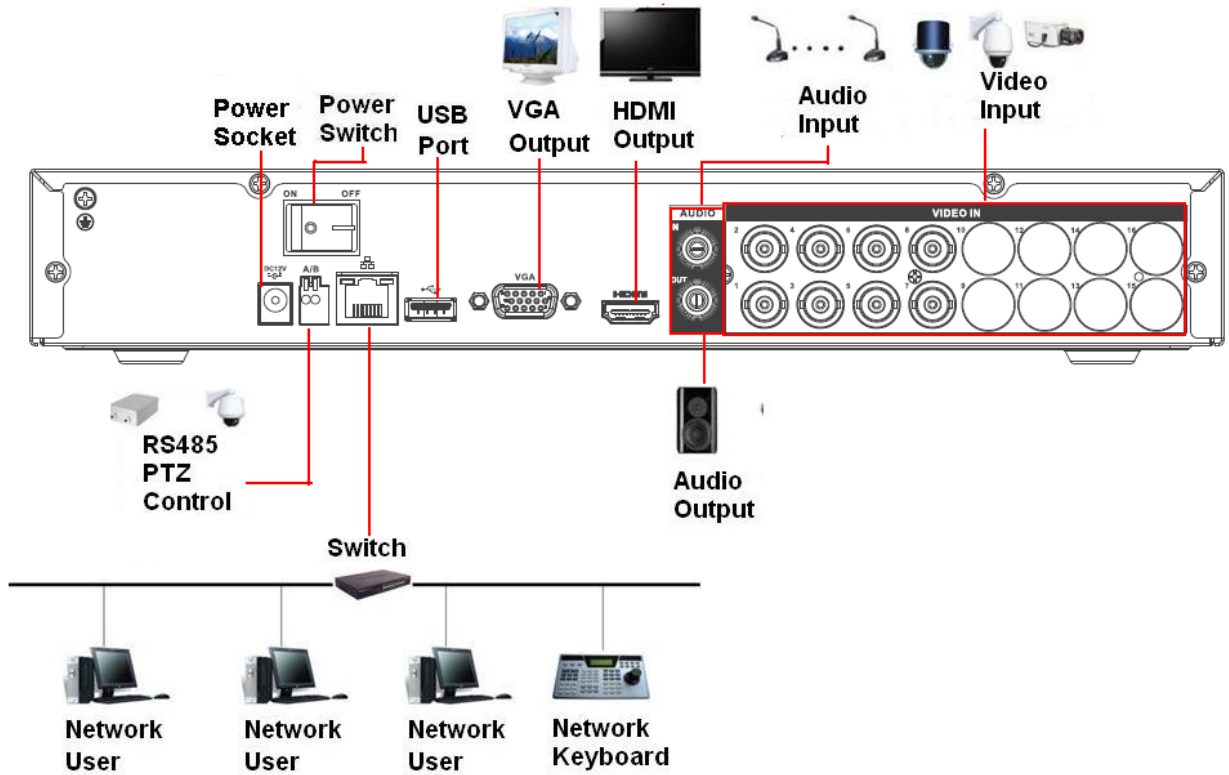 Power
Socket
Power
Switch
USB
Port
VGA
Output
HDMI
Output
Audio
Input
Video
Input
ON OFF
AUDIO
VIDEO IN
IN
2 4 6 8 10 12 14 16
DC12V
A/B
VGA
HDMI
OUT
1 3 5 7 9 11 13 15
RS485
PTZ
Control
Audio
Output
Switch
Network
User
Network
User
Network
User
Network
Keyboard